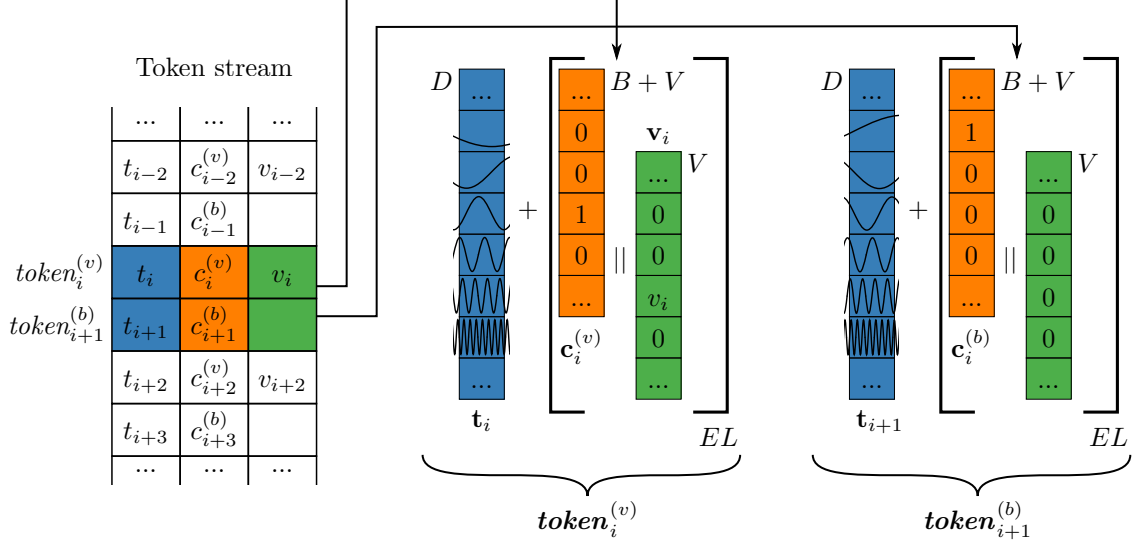 Token stream
... ... ...
t_{i−2} c_{i−2}^{(v)} v_{i−2}
t_{i−1} c_{i−1}^{(b)}
token_i^{(v)} t_i c_i^{(v)} v_i
token_{i+1}^{(b)} t_{i+1} c_{i+1}^{(b)}
t_{i+2} c_{i+2}^{(v)} v_{i+2}
t_{i+3} c_{i+3}^{(b)}
... ... ...
D
...
t_i
+
B + V
...
0
0
1
0
...
c_i^{(v)}
||
v_i
V
...
0
0
v_i
0
...
EL
token_i^{(v)}
D
...
...
t_{i+1}
+
B + V
...
1
0
0
0
...
c_i^{(b)}
||
V
...
0
0
0
0
...
EL
token_{i+1}^{(b)}